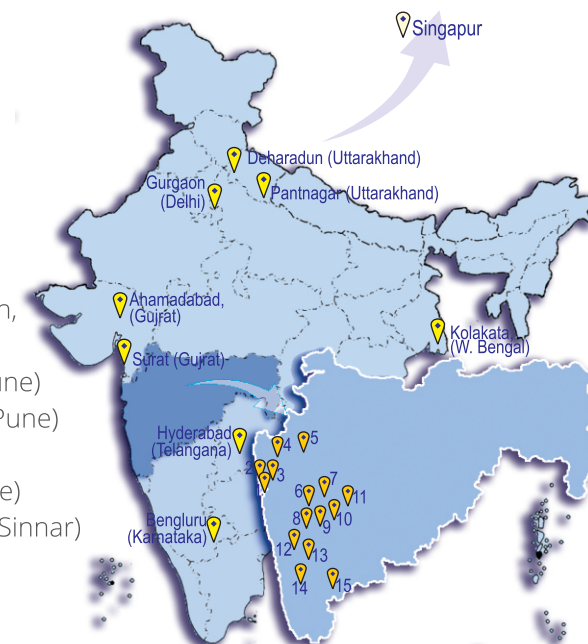 Singapur
Deharadun (Uttarakhand)
Gurgaon
(Delhi)
Pantnagar (Uttarakhand)
Ahamadabad,
(Gujrat)
Kolakata
(W. Bengal)
Surat (Gujrat)
Hyderabad
(Telangana)
Bengluru
(Karnataka)
1
2
3
4
5
6
7
8
9
10
11
12
13
14
15
Pune)
Sinnar)